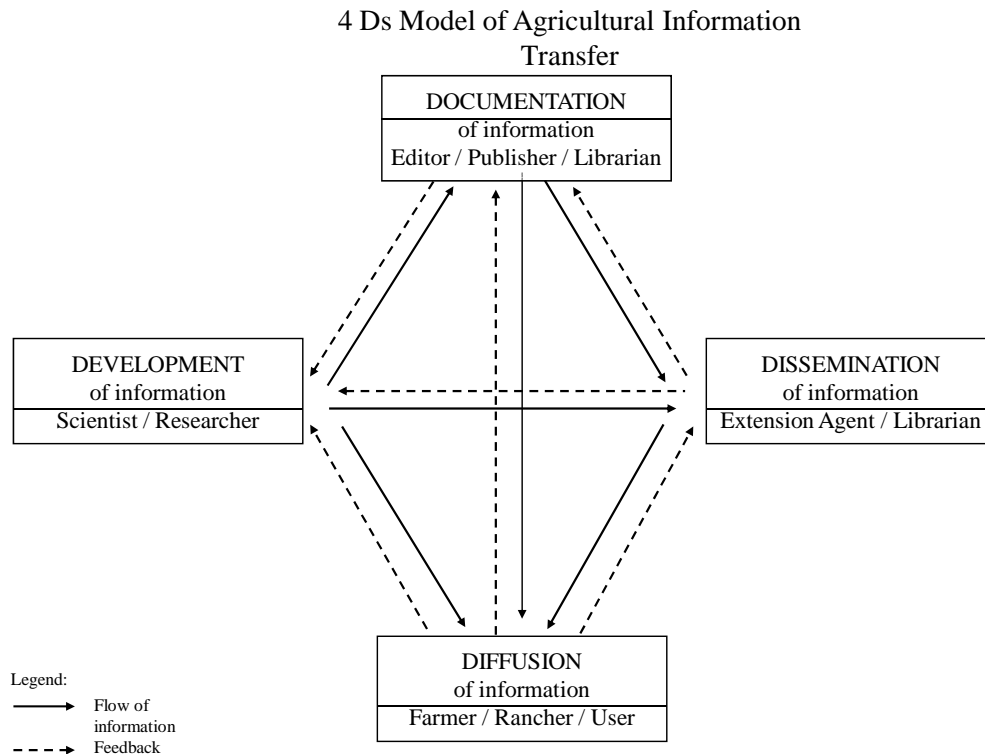 4 Ds Model of Agricultural Information
Transfer
DOCUMENTATION
of information
Editor / Publisher / Librarian
DEVELOPMENT
of information
Scientist / Researcher
DISSEMINATION
of information
Extension Agent / Librarian
DIFFUSION
of information
Farmer / Rancher / User
Legend:
Flow of
information
Feedback